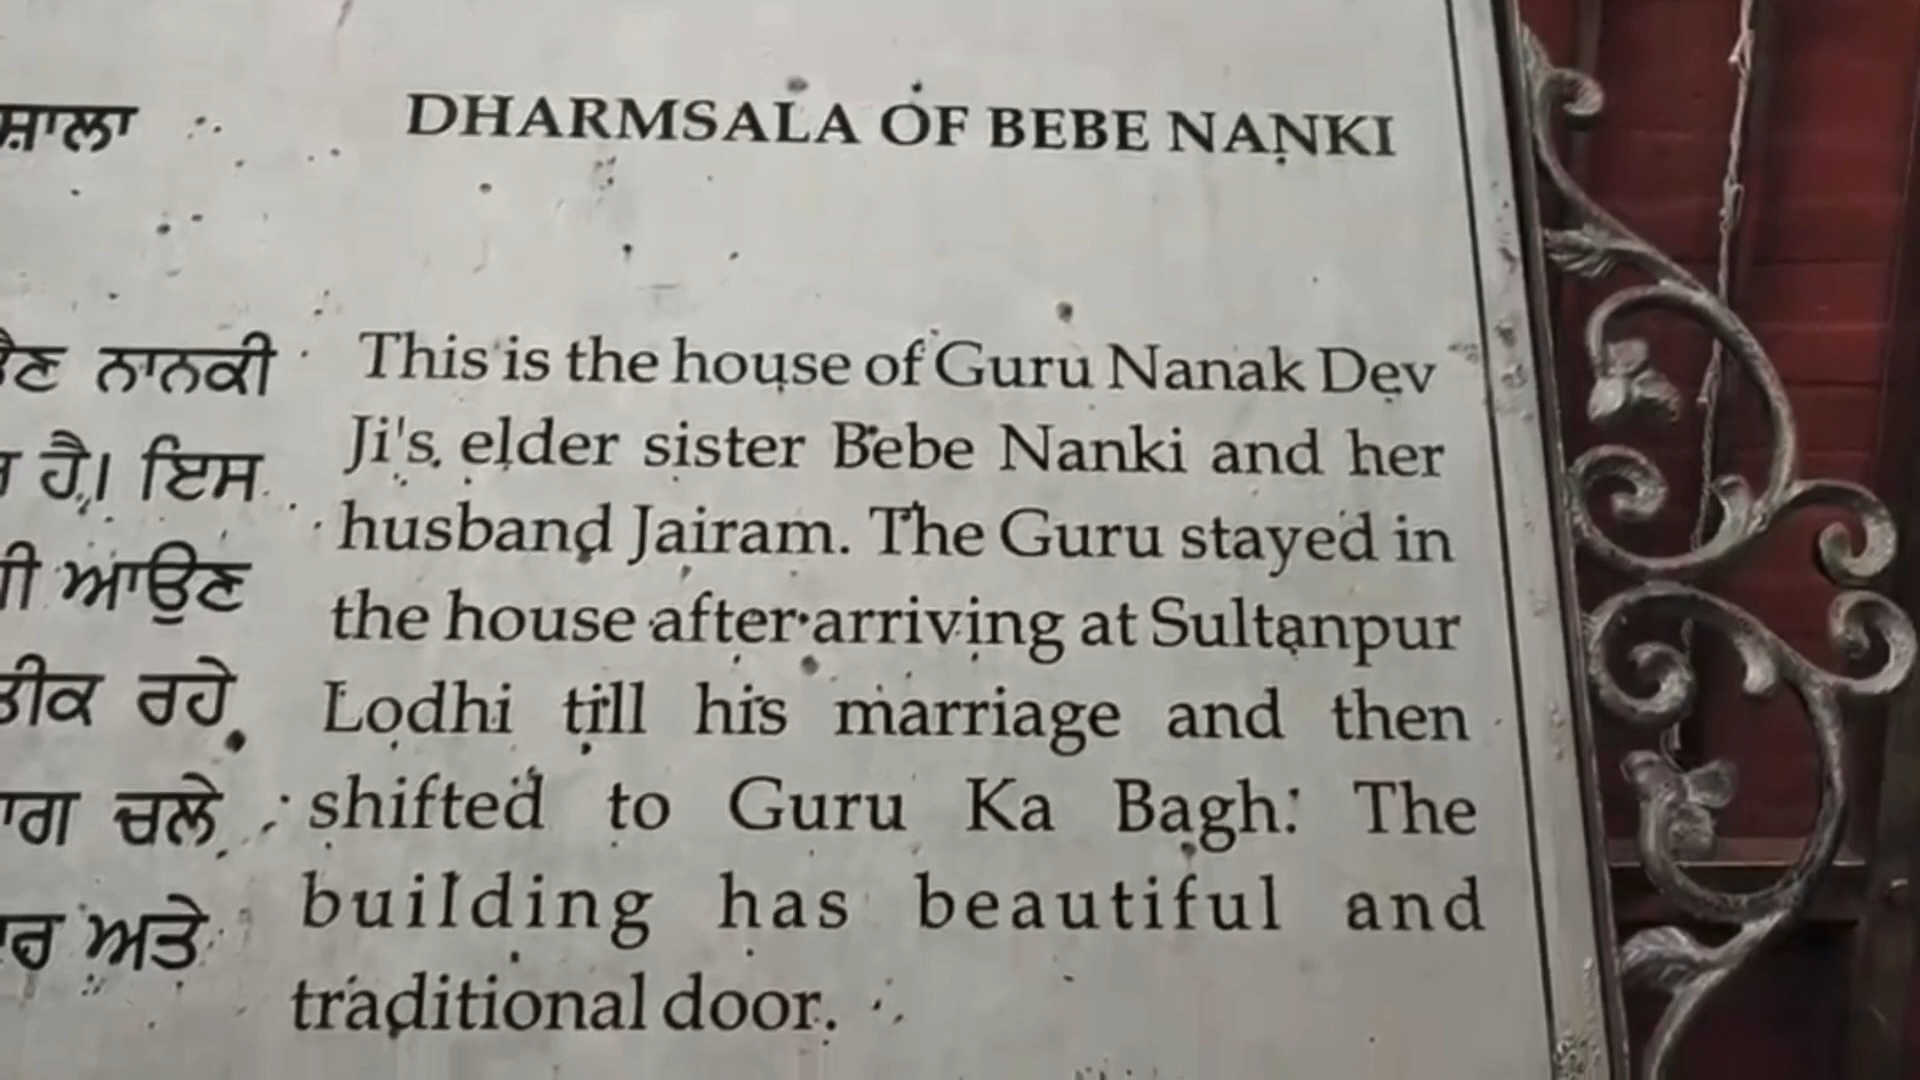 ਸ਼ਾਲਾ
DHARMSALA OF BEBE NANKI
ਨਾਨਕੀ
ਹੈ। ਇਸ
ਆਉਣ
ਰਹੇ
ਚਲੇ
ਅਤੇ
This is the house of Guru Nanak Dev
Ji's elder sister Bebe Nanki and her
husband Jairam. The Guru stayed in
the house after arriving at Sultanpur
Lodhi till his marriage and then
shifted to Guru Ka Bagh. The
building has beautiful and
traditional door.